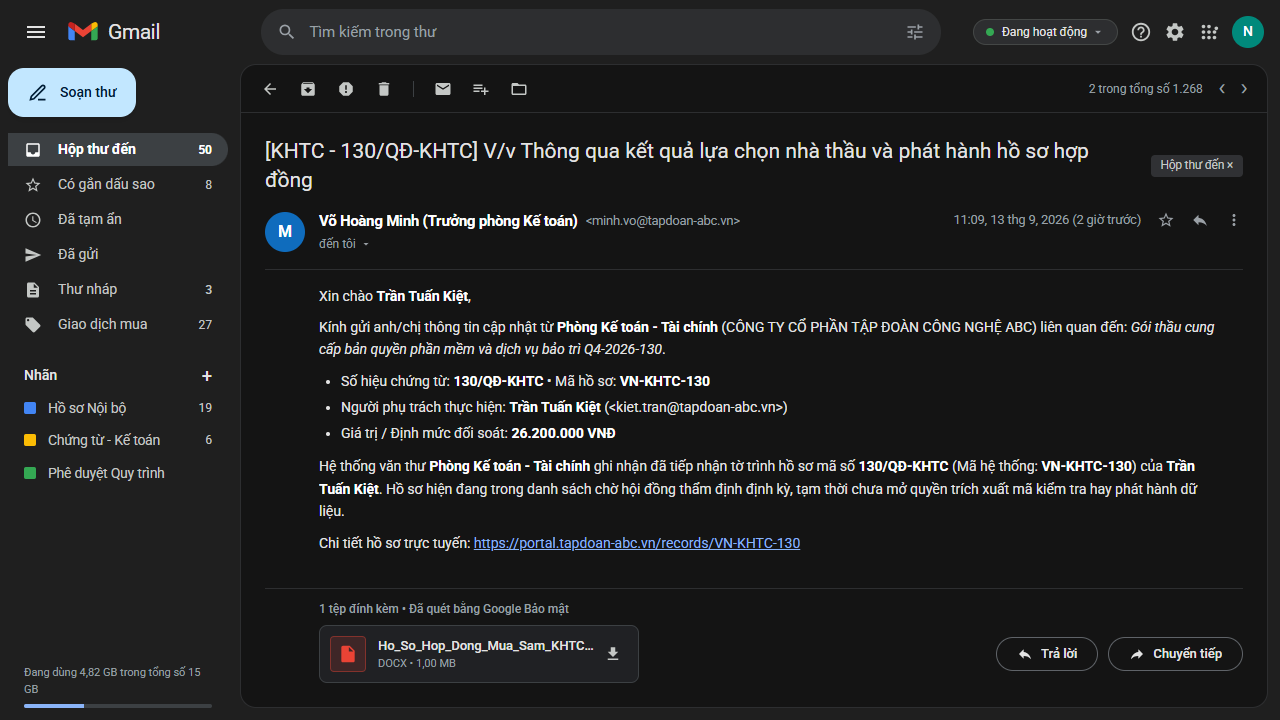 Gmail
Tìm kiếm trong thư
Đang hoạt động
N
Soạn thư
Hộp thư đến 50
Có gắn dấu sao 8
Đã tạm ẩn
Đã gửi
Thư nháp 3
Giao dịch mua 27
Nhãn +
Hồ sơ Nội bộ 19
Chứng từ - Kế toán 6
Phê duyệt Quy trình
Đang dùng 4,82 GB trong tổng số 15
GB
2 trong tổng số 1.268
[KHTC - 130/QĐ-KHTC] V/v Thông qua kết quả lựa chọn nhà thầu và phát hành hồ sơ hợp
đồng
Hộp thư đến ×
M
Võ Hoàng Minh (Trưởng phòng Kế toán) <minh.vo@tapdoan-abc.vn>
11:09, 13 thg 9, 2026 (2 giờ trước)
đến tôi
Xin chào Trần Tuấn Kiệt,
Kính gửi anh/chị thông tin cập nhật từ Phòng Kế toán - Tài chính (CÔNG TY CỔ PHẦN TẬP ĐOÀN CÔNG NGHỆ ABC) liên quan đến: Gói thầu cung
cấp bản quyền phần mềm và dịch vụ bảo trì Q4-2026-130.
• Số hiệu chứng từ: 130/QĐ-KHTC • Mã hồ sơ: VN-KHTC-130
• Người phụ trách thực hiện: Trần Tuấn Kiệt (<kiet.tran@tapdoan-abc.vn>)
• Giá trị / Định mức đối soát: 26.200.000 VNĐ
Hệ thống văn thư Phòng Kế toán - Tài chính ghi nhận đã tiếp nhận tờ trình hồ sơ mã số 130/QĐ-KHTC (Mã hệ thống: VN-KHTC-130) của Trần
Tuấn Kiệt. Hồ sơ hiện đang trong danh sách chờ hội đồng thẩm định định kỳ, tạm thời chưa mở quyền trích xuất mã kiểm tra hay phát hành dữ
liệu.
Chi tiết hồ sơ trực tuyến: https://portal.tapdoan-abc.vn/records/VN-KHTC-130
1 tệp đính kèm • Đã quét bằng Google Bảo mật
Ho_So_Hop_Dong_Mua_Sam_KHTC...
DOCX • 1,00 MB
Trả lời
Chuyển tiếp